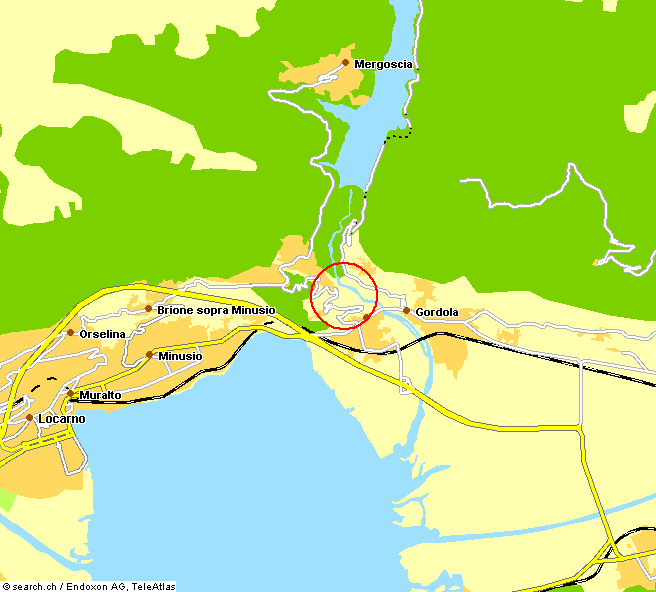 Mergoscia
Brione sopra Minusio
Gordola
Orselina
Minusio
Muralto
Locarno
© search.ch / Endoxon AG, TeleAtlas